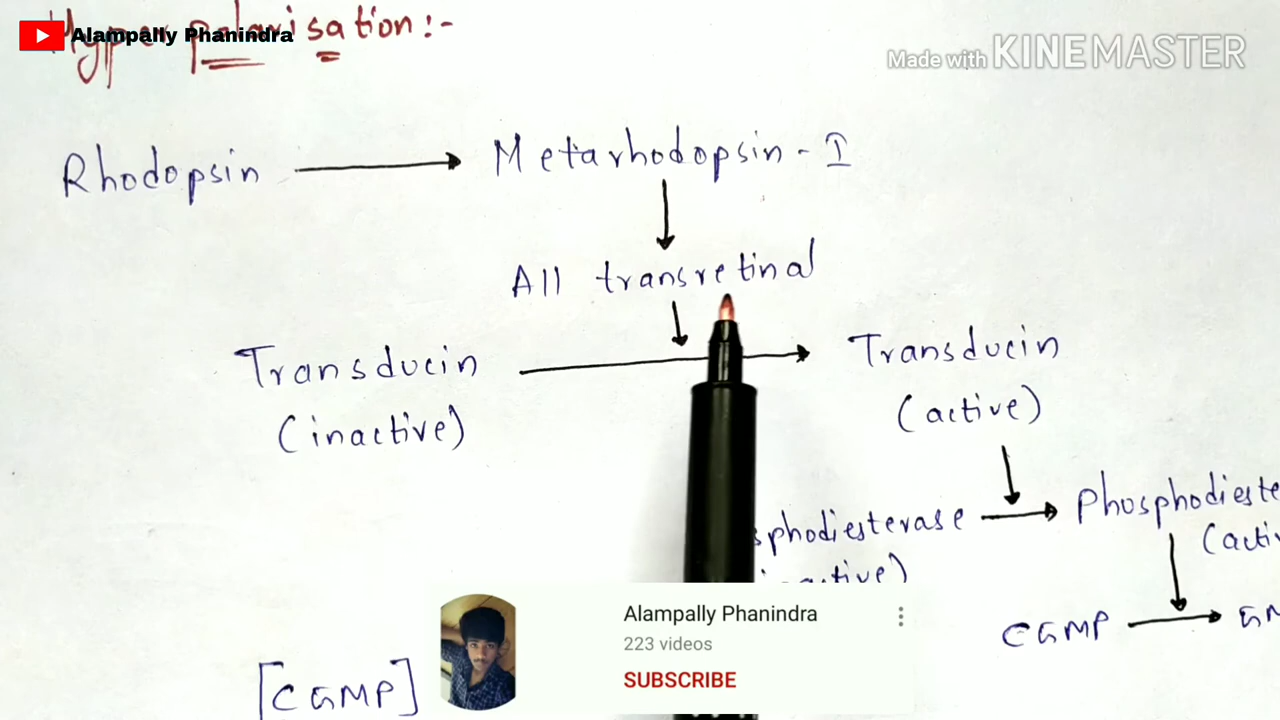 Hyperpolarisation :-
Alampally Phanindra
Made with KINEMASTER
Rhodopsin → Metarhodopsin - I
All transretinal
Transducin → Transducin
(inactive) (active)
sphodiesterase → Phosphodieste
(acti
CGMP →
[CGMP]
Alampally Phanindra
223 videos
SUBSCRIBE